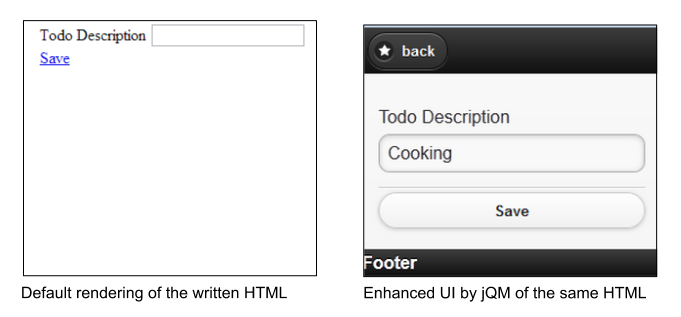 Todo Description
Save
Default rendering of the written HTML
back
Todo Description
Cooking
Save
Footer
Enhanced UI by jQM of the same HTML